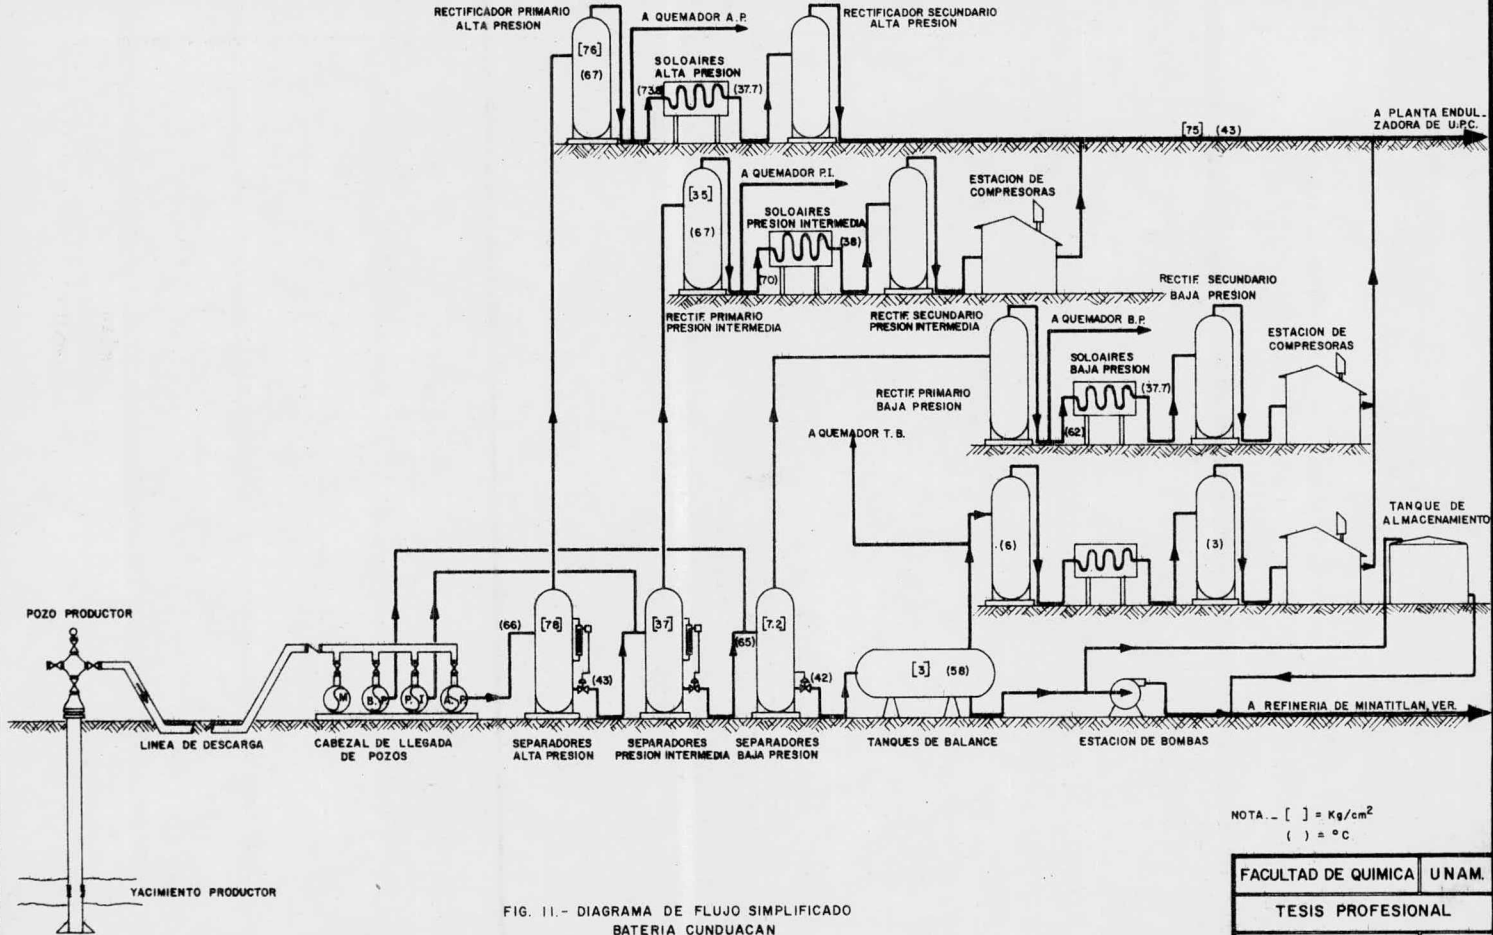 RECTIFICADOR PRIMARIO
ALTA PRESION
A QUEMADOR A.P.
RECTIFICADOR SECUNDARIO
ALTA PRESION
[76]
(67)
SOLOAIRES
ALTA PRESION
(37.7)
[75] (43)
A PLANTA ENDUL_
ZADORA DE U.P.C.
[35]
(67)
A QUEMADOR P.I.
SOLOAIRES
PRESION INTERMEDIA
(70)
(38)
ESTACION DE
COMPRESORAS
RECTIF. PRIMARIO
PRESION INTERMEDIA
RECTIF. SECUNDARIO
PRESION INTERMEDIA
RECTIF. SECUNDARIO
BAJA PRESION
A QUEMADOR B.P.
ESTACION DE
COMPRESORAS
SOLOAIRES
BAJA PRESION
(37.7)
(62)
RECTIF. PRIMARIO
BAJA PRESION
A QUEMADOR T. B.
(6)
(3)
TANQUE DE
ALMACENAMIENTO
POZO PRODUCTOR
M
B. P.
P. I.
A. P.
(66)
[78]
(43)
[37]
(65)
[7.2]
(42)
[3] (58)
A REFINERIA DE MINATITLAN, VER.
LINEA DE DESCARGA
CABEZAL DE LLEGADA
DE POZOS
SEPARADORES
ALTA PRESION
SEPARADORES
PRESION INTERMEDIA
SEPARADORES
BAJA PRESION
TANQUES DE BALANCE
ESTACION DE BOMBAS
YACIMIENTO PRODUCTOR
NOTA._ [ ] = Kg/cm²
( ) = °C
FIG. 11.- DIAGRAMA DE FLUJO SIMPLIFICADO
BATERIA CUNDUACAN
FACULTAD DE QUIMICA UNAM.
TESIS PROFESIONAL